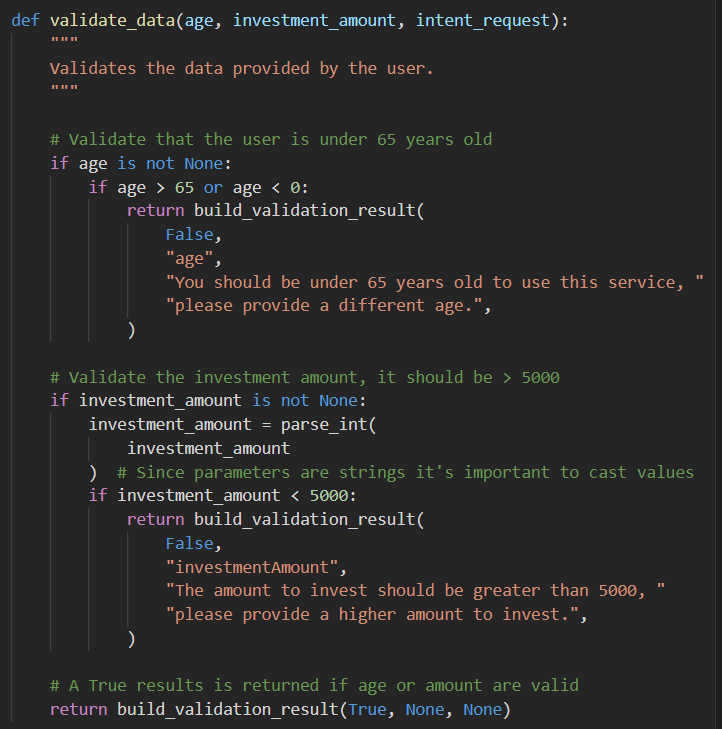 def validate_data(age, investment_amount, intent_request):
    """
    Validates the data provided by the user.
    """

    # Validate that the user is under 65 years old
    if age is not None:
        if age > 65 or age < 0:
            return build_validation_result(
                False,
                "age",
                "You should be under 65 years old to use this service, "
                "please provide a different age.",
            )

    # Validate the investment amount, it should be > 5000
    if investment_amount is not None:
        investment_amount = parse_int(
            investment_amount
        )  # Since parameters are strings it's important to cast values
        if investment_amount < 5000:
            return build_validation_result(
                False,
                "investmentAmount",
                "The amount to invest should be greater than 5000, "
                "please provide a higher amount to invest.",
            )

    # A True results is returned if age or amount are valid
    return build_validation_result(True, None, None)